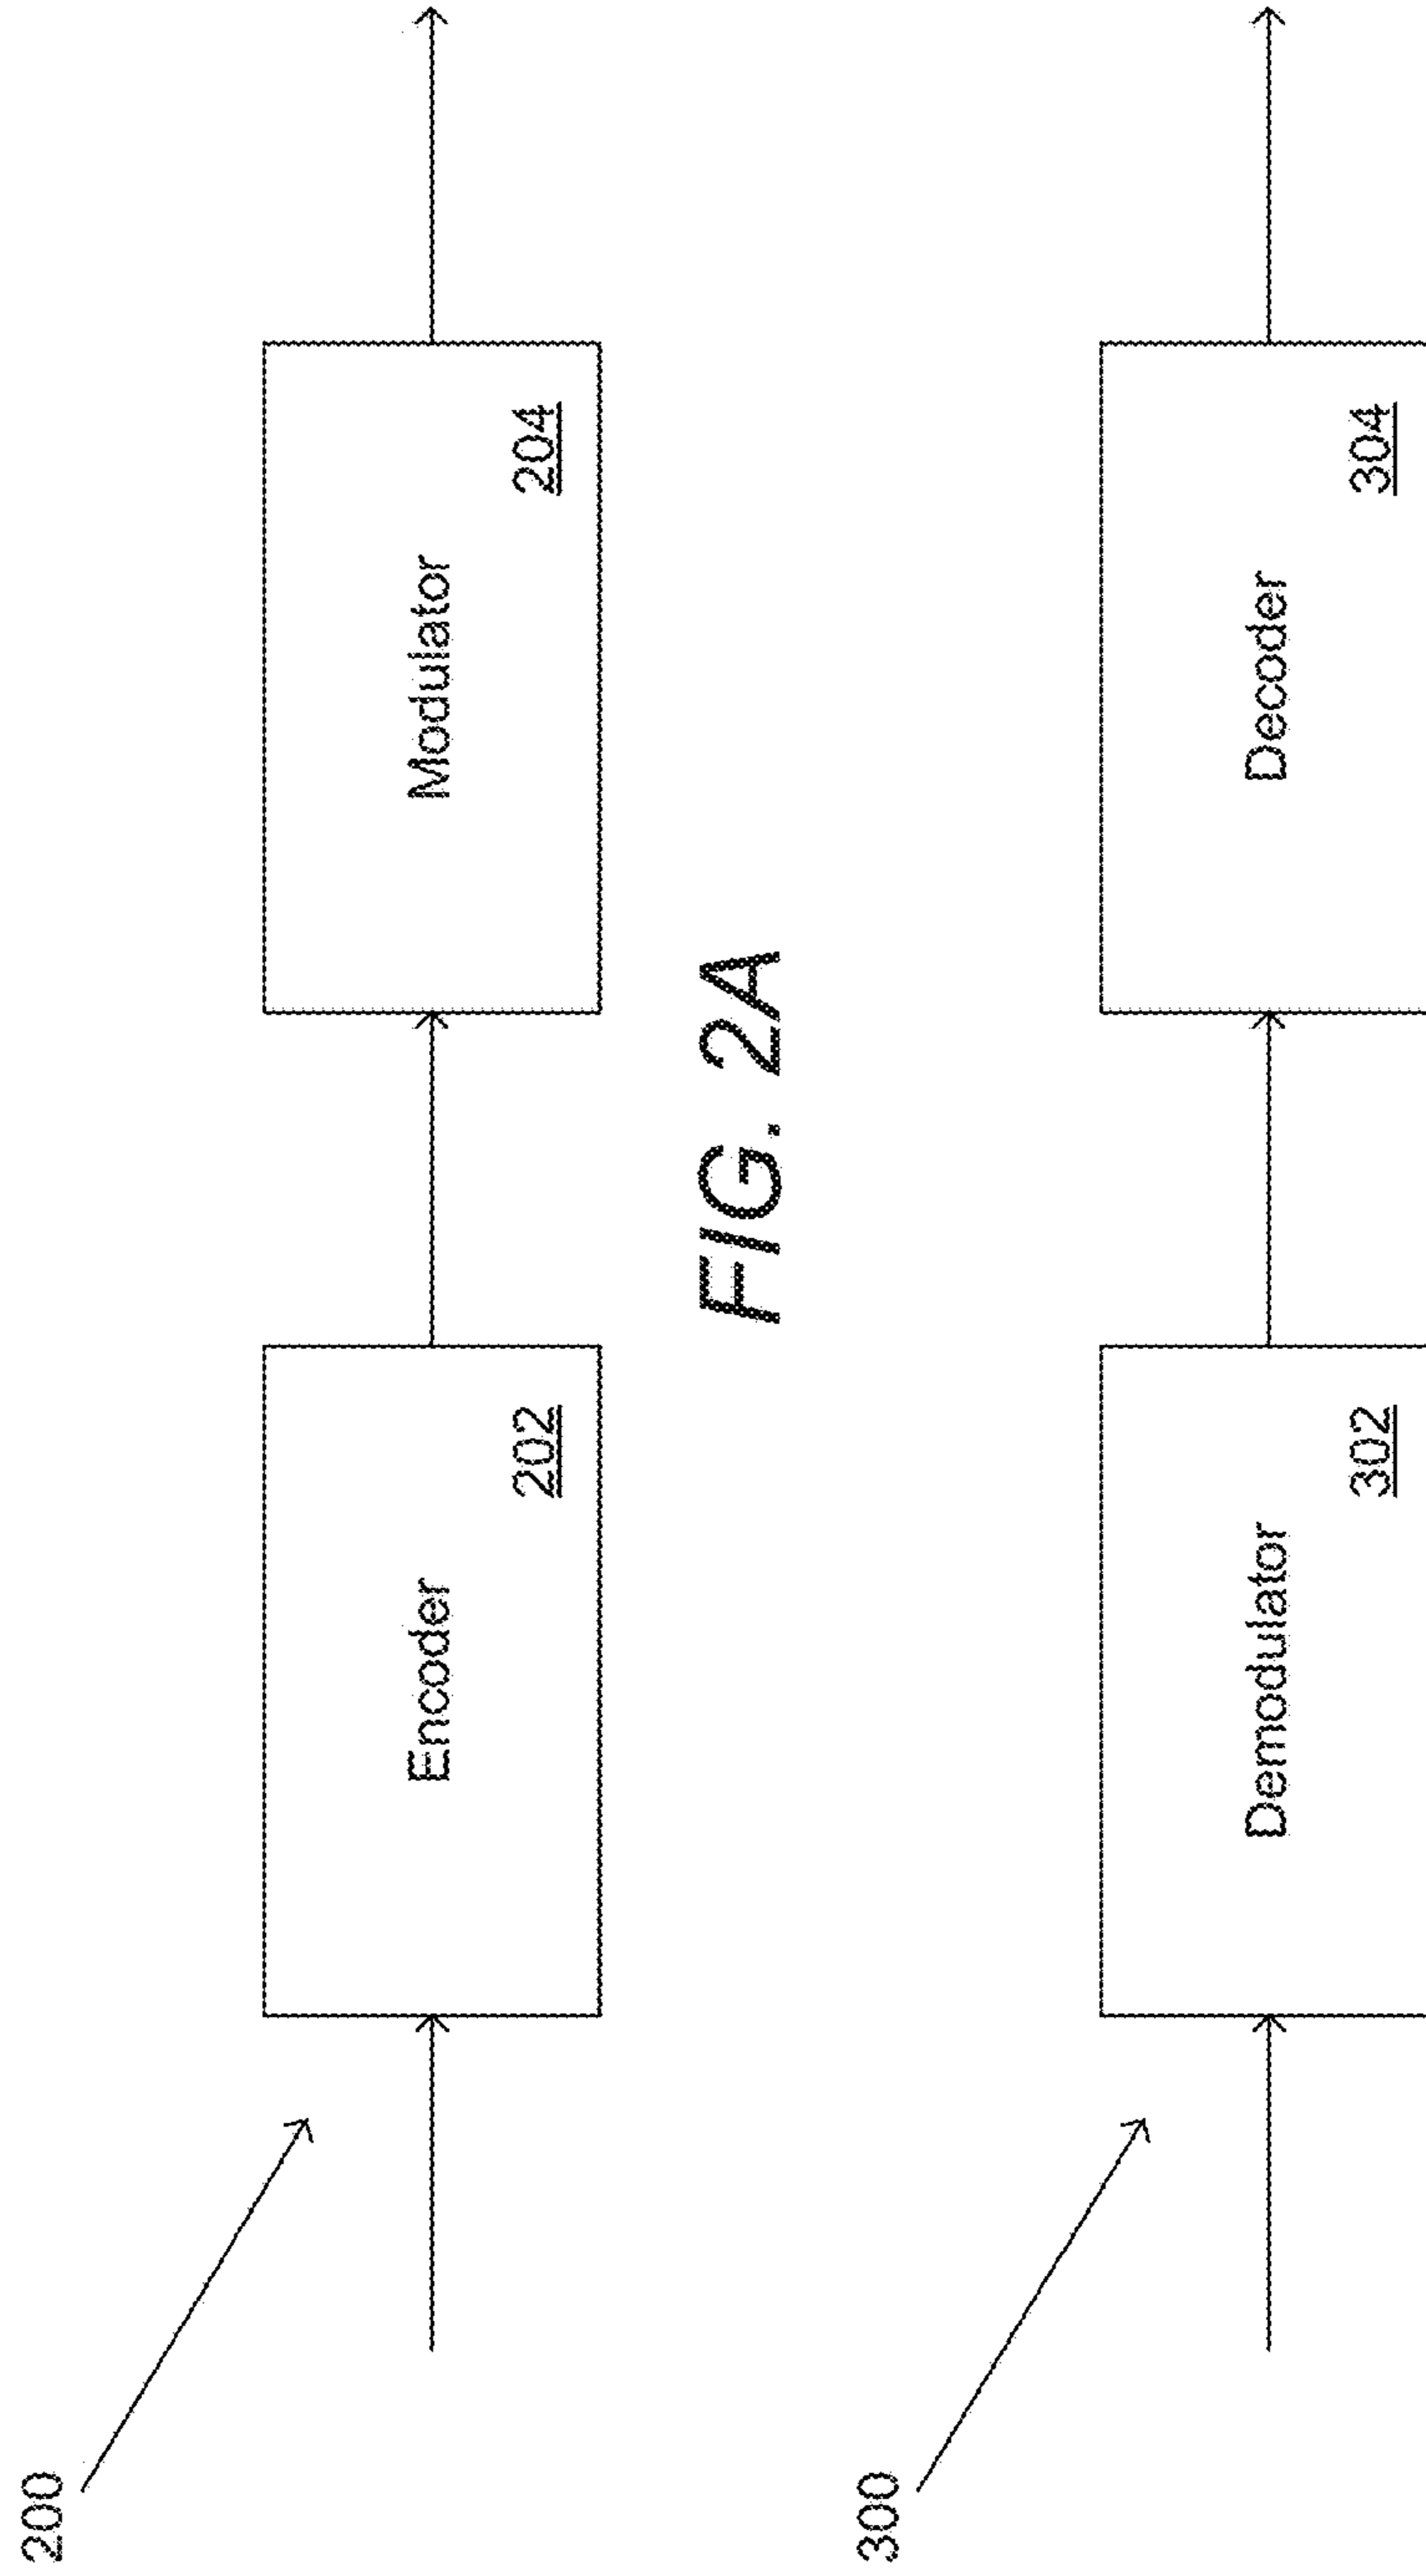 200
Encoder
202
Modulator
204
FIG. 2A
300
Demodulator
302
Decoder
304